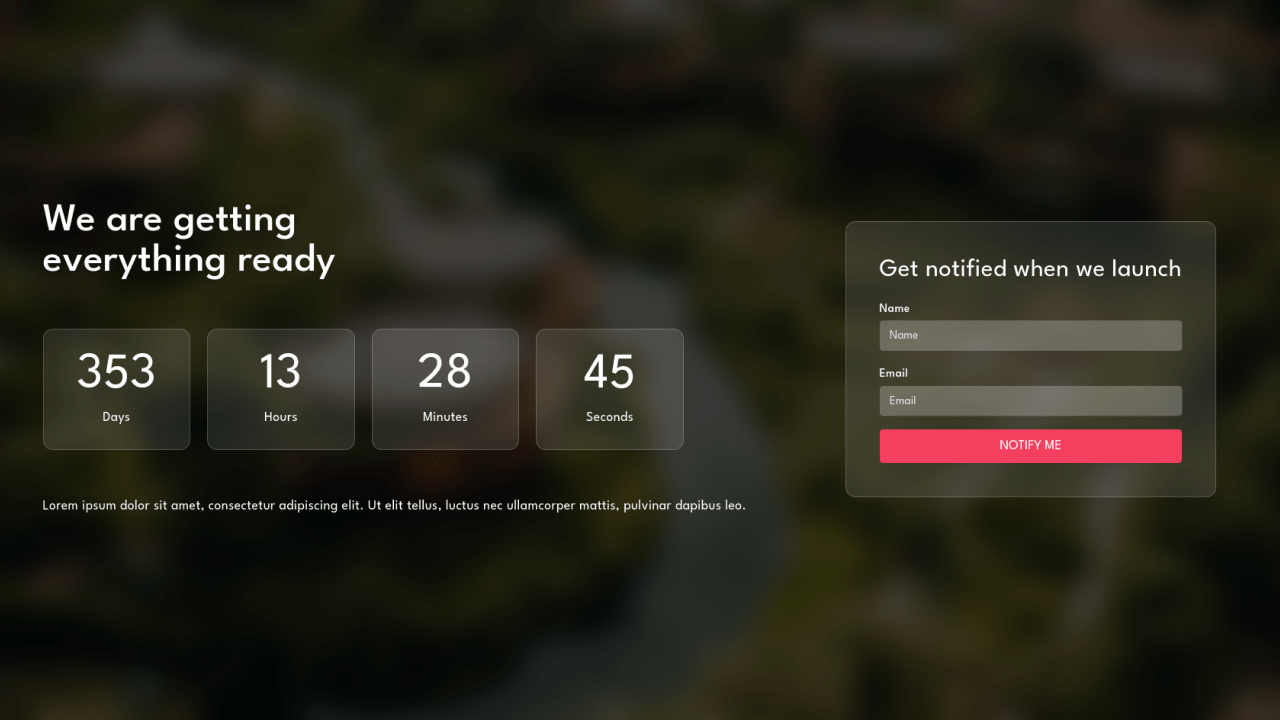 We are getting
everything ready
353
Days
13
Hours
28
Minutes
45
Seconds
Lorem ipsum dolor sit amet, consectetur adipiscing elit. Ut elit tellus, luctus nec ullamcorper mattis, pulvinar dapibus leo.
Get notified when we launch
Name
Name
Email
Email
NOTIFY ME